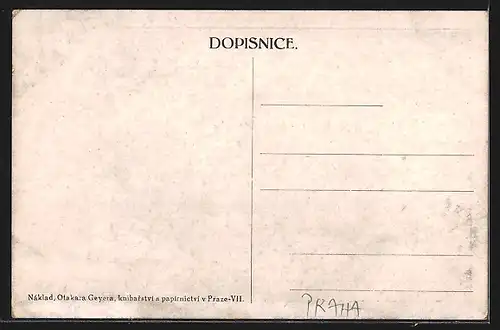 DOPISNICE.
Náklad, Otakara Geyera, knihařství a papírnictví v Praze-VII.
PRAHA